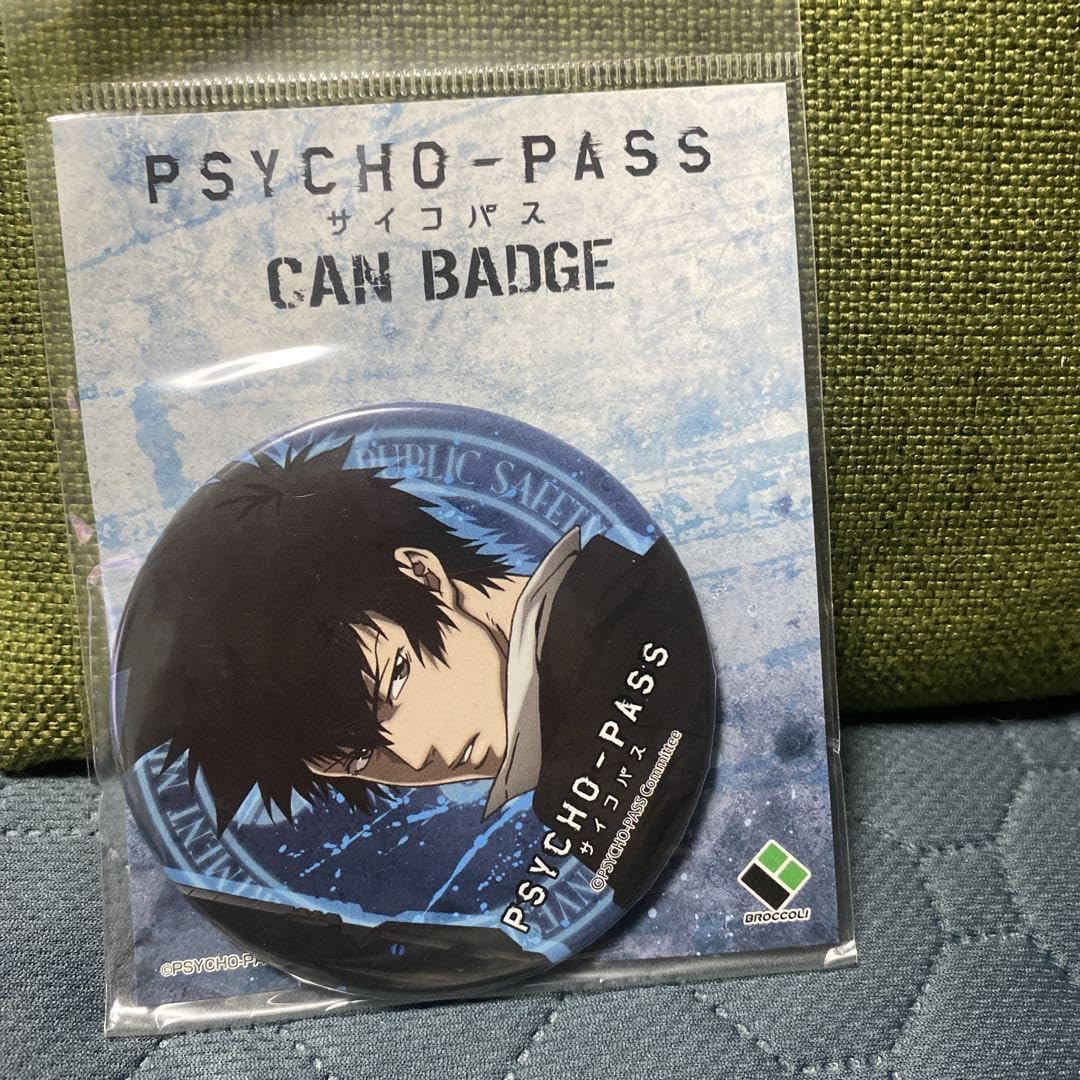 PSYCHO-PASS
サイコパス
CAN BADGE
PUBLIC SAFETY
PSYCHO-PASS
サイコパス
©PSYCHO-PASS Committee
BROCCOLI
©PSYCHO-PA